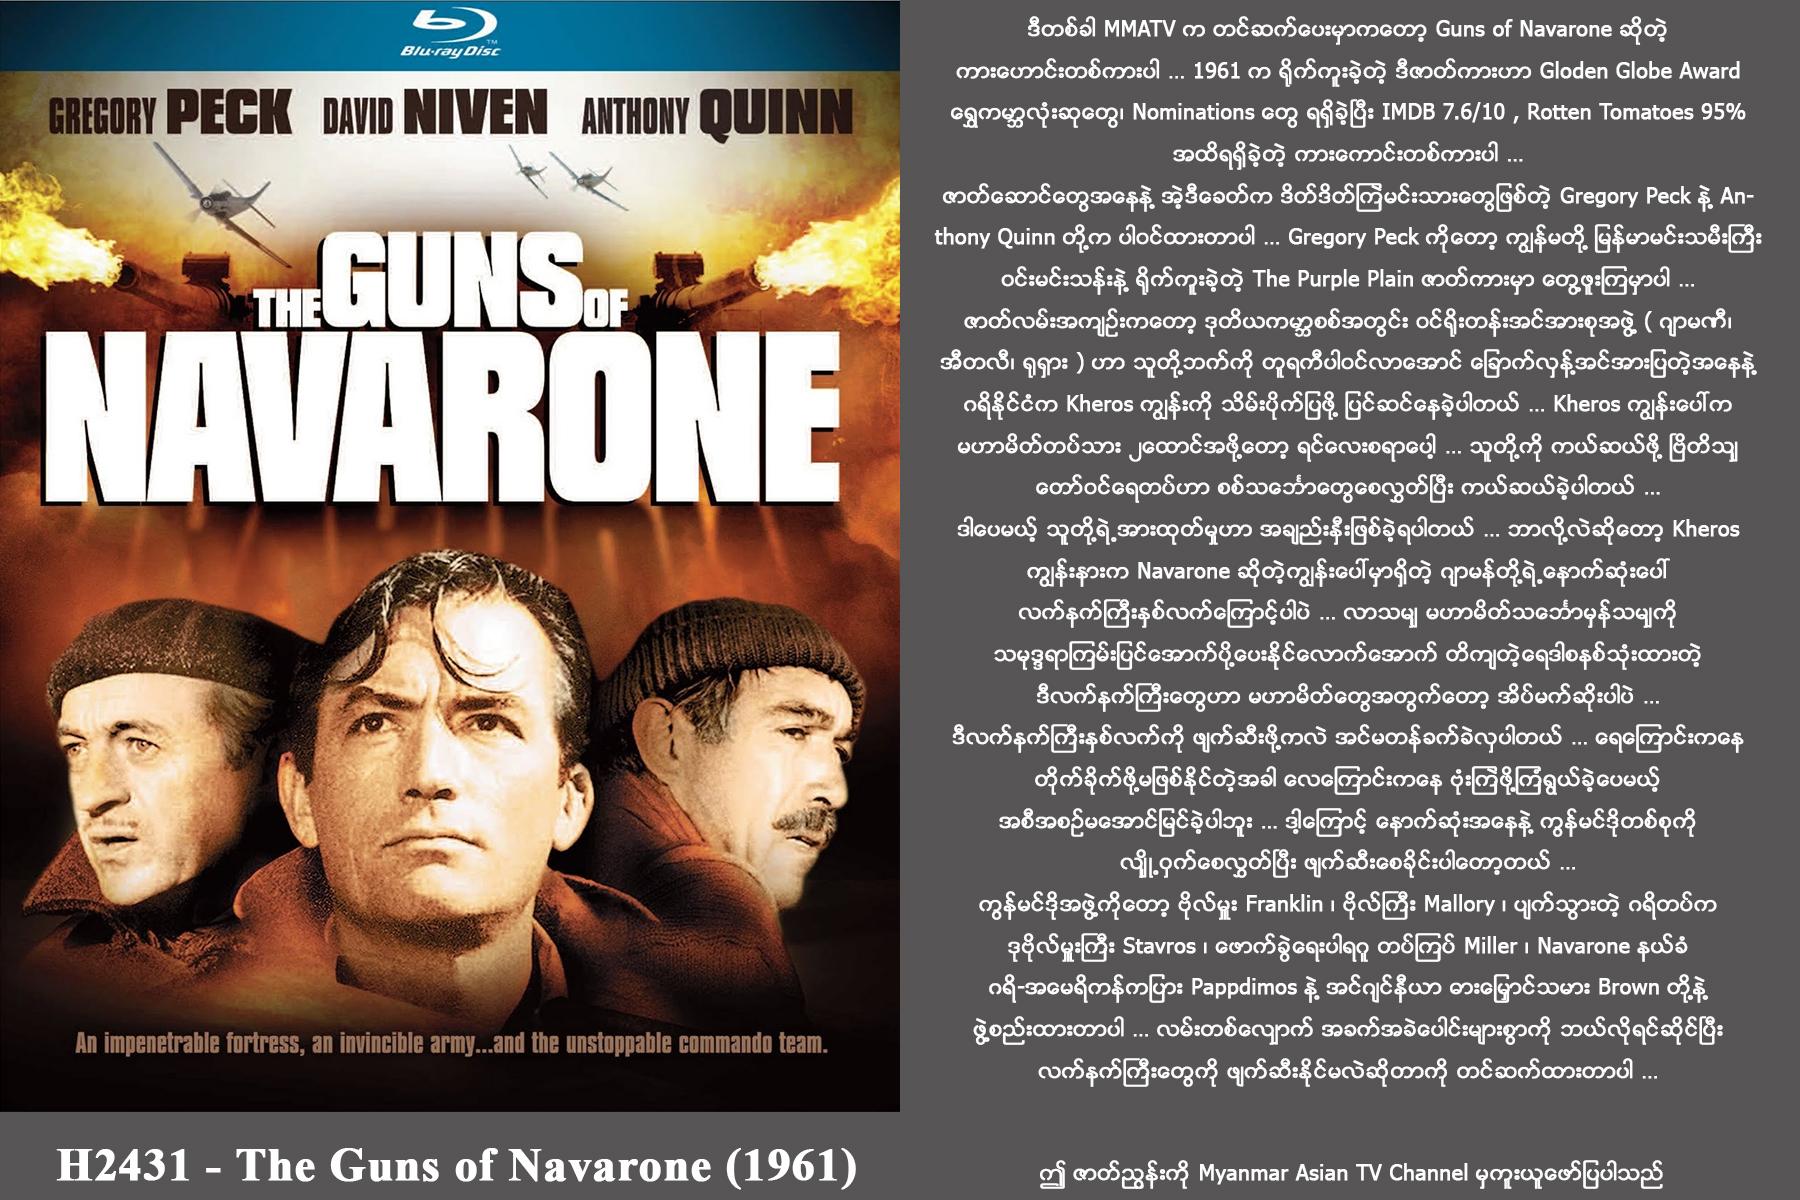 Blu-ray Disc™
GREGORY PECK DAVID NIVEN ANTHONY QUINN
THE GUNS OF
NAVARONE
An impenetrable fortress, an invincible army...and the unstoppable commando team.
H2431 - The Guns of Navarone (1961)
ဒီတစ်ခါ MMATV က တင်ဆက်ပေးမှာကတော့ Guns of Navarone ဆိုတဲ့
ကားဟောင်းတစ်ကားပါ ... 1961 က ရိုက်ကူးခဲ့တဲ့ ဒီဇာတ်ကားဟာ Gloden Globe Award
ရွှေကမ္ဘာလုံးဆုတွေ၊ Nominations တွေ ရရှိခဲ့ပြီး IMDB 7.6/10 , Rotten Tomatoes 95%
အထိရရှိခဲ့တဲ့ ကားကောင်းတစ်ကားပါ ...
ဇာတ်ဆောင်တွေအနေနဲ့ အဲ့ဒီခေတ်က ဒိတ်ဒိတ်ကြဲမင်းသားတွေဖြစ်တဲ့ Gregory Peck နဲ့ An-
thony Quinn တို့က ပါဝင်ထားတာပါ ... Gregory Peck ကိုတော့ ကျွန်မတို့ မြန်မာမင်းသမီးကြီး
ဝင်းမင်းသန်းနဲ့ ရိုက်ကူးခဲ့တဲ့ The Purple Plain ဇာတ်ကားမှာ တွေ့ဖူးကြမှာပါ ...
ဇာတ်လမ်းအကျဉ်းကတော့ ဒုတိယကမ္ဘာစစ်အတွင်း ဝင်ရိုးတန်းအင်အားစုအဖွဲ့ ( ဂျာမဏီ၊
အီတလီ၊ ရုရှား ) ဟာ သူတို့ဘက်ကို တူရကီပါဝင်လာအောင် ခြောက်လှန့်အင်အားပြတဲ့အနေနဲ့
ဂရိနိုင်ငံက Kheros ကျွန်းကို သိမ်းပိုက်ပြဖို့ ပြင်ဆင်နေခဲ့ပါတယ် ... Kheros ကျွန်းပေါ်က
မဟာမိတ်တပ်သား ၂ထောင်အဖို့တော့ ရင်လေးစရာပေါ့ ... သူတို့ကို ကယ်ဆယ်ဖို့ ဗြိတိသျှ
တော်ဝင်ရေတပ်ဟာ စစ်သင်္ဘောတွေစေလွှတ်ပြီး ကယ်ဆယ်ခဲ့ပါတယ် ...
ဒါပေမယ့် သူတို့ရဲ့အားထုတ်မှုဟာ အချည်းနှီးဖြစ်ခဲ့ရပါတယ် ... ဘာလို့လဲဆိုတော့ Kheros
ကျွန်းနားက Navarone ဆိုတဲ့ကျွန်းပေါ်မှာရှိတဲ့ ဂျာမန်တို့ရဲ့နောက်ဆုံးပေါ်
လက်နက်ကြီးနှစ်လက်ကြောင့်ပါပဲ ... လာသမျှ မဟာမိတ်သင်္ဘောမှန်သမျှကို
သမုဒ္ဒရာကြမ်းပြင်အောက်ပို့ပေးနိုင်လောက်အောက် တိကျတဲ့ရေဒါစနစ်သုံးထားတဲ့
ဒီလက်နက်ကြီးတွေဟာ မဟာမိတ်တွေအတွက်တော့ အိပ်မက်ဆိုးပါပဲ ...
ဒီလက်နက်ကြီးနှစ်လက်ကို ဖျက်ဆီးဖို့ကလဲ အင်မတန်ခက်ခဲလှပါတယ် ... ရေကြောင်းကနေ
တိုက်ခိုက်ဖို့မဖြစ်နိုင်တဲ့အခါ လေကြောင်းကနေ ဗုံးကြဲဖို့ကြံရွယ်ခဲ့ပေမယ့်
အစီအစဉ်မအောင်မြင်ခဲ့ပါဘူး ... ဒါ့ကြောင့် နောက်ဆုံးအနေနဲ့ ကွန်မင်ဒိုတစ်စုကို
လျှို့ဝှက်စေလွှတ်ပြီး ဖျက်ဆီးစေခိုင်းပါတော့တယ် ...
ကွန်မင်ဒိုအဖွဲ့ကိုတော့ ဗိုလ်မှူး Franklin ၊ ဗိုလ်ကြီး Mallory ၊ ပျက်သွားတဲ့ ဂရိတပ်က
ဒုဗိုလ်မှူးကြီး Stavros ၊ ဖောက်ခွဲရေးပါရဂူ တပ်ကြပ် Miller ၊ Navarone နယ်ခံ
ဂရိ-အမေရိကန်ကပြား Pappdimos နဲ့ အင်ဂျင်နီယာ ဓားမြှောင်သမား Brown တို့နဲ့
ဖွဲ့စည်းထားတာပါ ... လမ်းတစ်လျှောက် အခက်အခဲပေါင်းများစွာကို ဘယ်လိုရင်ဆိုင်ပြီး
လက်နက်ကြီးတွေကို ဖျက်ဆီးနိုင်မလဲဆိုတာကို တင်ဆက်ထားတာပါ ...
ဤ ဇာတ်ညွှန်းကို Myanmar Asian TV Channel မှကူးယူဖော်ပြပါသည်